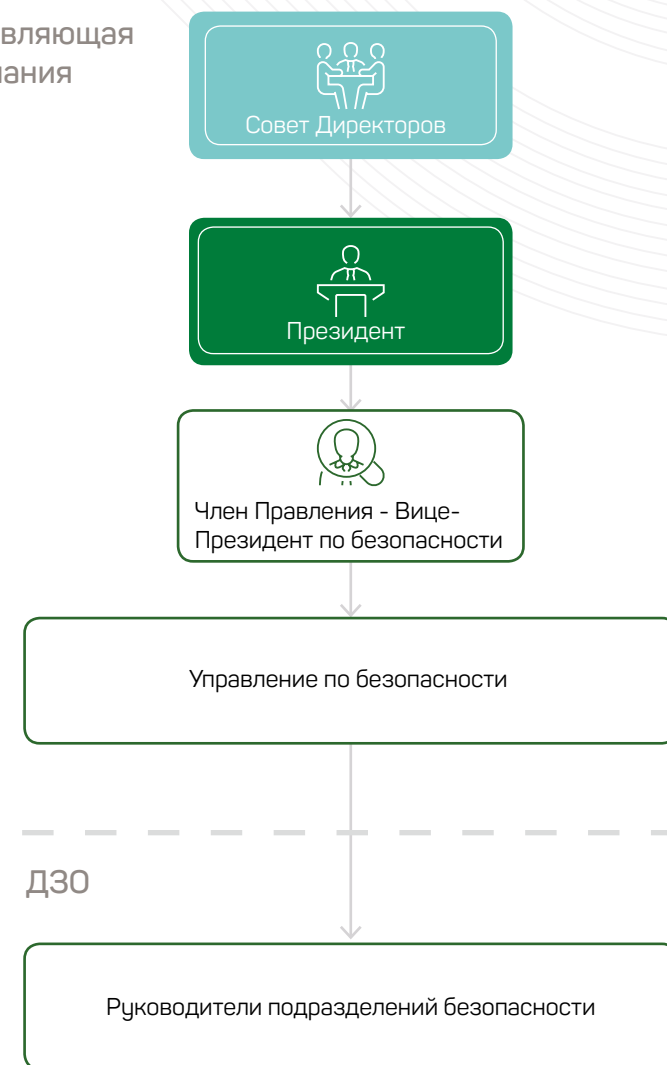 вляющая
ания
Совет Директоров
Президент
Член Правления - Вице-
Президент по безопасности
Управление по безопасности
ДЗО
Руководители подразделений безопасности